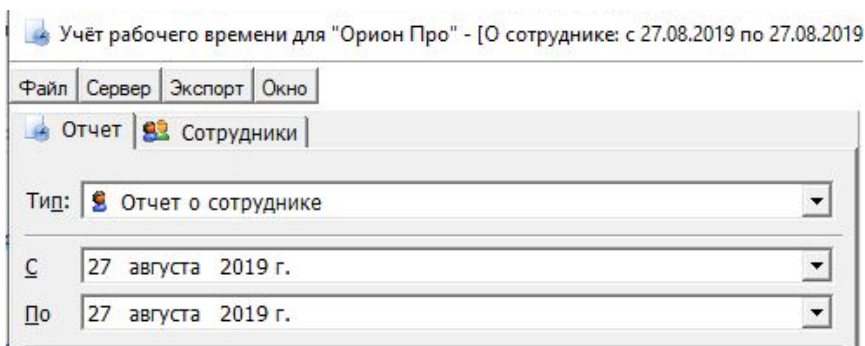 Учёт рабочего времени для "Орион Про" - [О сотруднике: с 27.08.2019 по 27.08.2019
Файл Сервер Экспорт Окно
Отчет Сотрудники
Тип: Отчет о сотруднике
С 27 августа 2019 г.
По 27 августа 2019 г.